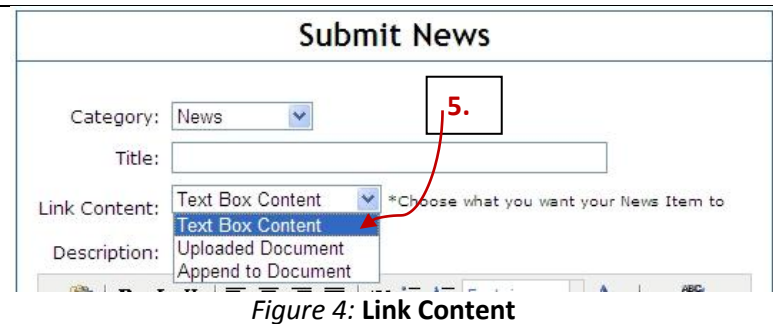 Submit News
5.
Category: News
Title:
Link Content: Text Box Content *Choose what you want your News Item to
Text Box Content
Description: Uploaded Document
Append to Document
Figure 4: Link Content